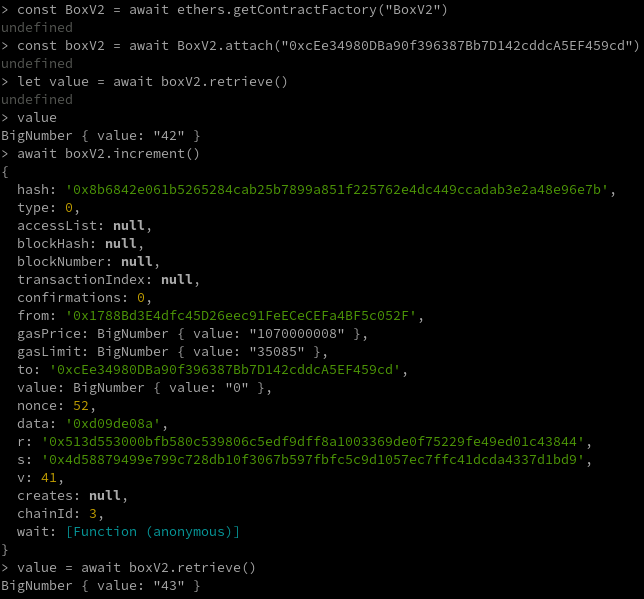 > const BoxV2 = await ethers.getContractFactory("BoxV2")
undefined
> const boxV2 = await BoxV2.attach("0xcEe34980DBa90f396387Bb7D142cddcA5EF459cd")
undefined
> let value = await boxV2.retrieve()
undefined
> value
BigNumber { value: "42" }
> await boxV2.increment()
{
  hash: '0x8b6842e061b5265284cab25b7899a851f225762e4dc449ccadab3e2a48e96e7b',
  type: 0,
  accessList: null,
  blockHash: null,
  blockNumber: null,
  transactionIndex: null,
  confirmations: 0,
  from: '0x1788Bd3E4dfc45D26eec91FeECeCEFa4BF5c052F',
  gasPrice: BigNumber { value: "1070000008" },
  gasLimit: BigNumber { value: "35085" },
  to: '0xcEe34980DBa90f396387Bb7D142cddcA5EF459cd',
  value: BigNumber { value: "0" },
  nonce: 52,
  data: '0xd09de08a',
  r: '0x513d553000bfb580c539806c5edf9dff8a1003369de0f75229fe49ed01c43844',
  s: '0x4d58879499e799c728db10f3067b597fbfc5c9d1057ec7ffc41dcda4337d1bd9',
  v: 41,
  creates: null,
  chainId: 3,
  wait: [Function (anonymous)]
}
> value = await boxV2.retrieve()
BigNumber { value: "43" }